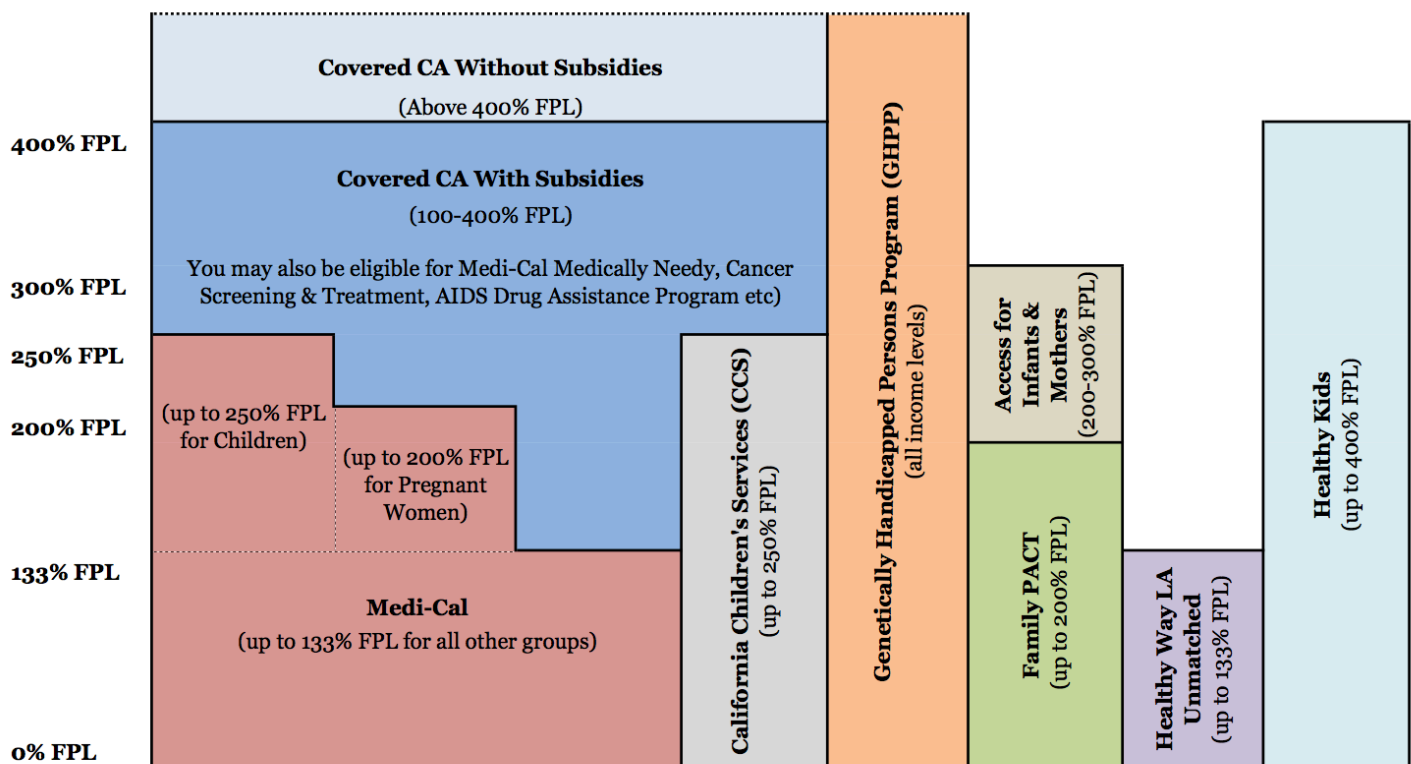 400% FPL
300% FPL
250% FPL
200% FPL
133% FPL
0% FPL
Covered CA Without Subsidies
(Above 400% FPL)
Covered CA With Subsidies
(100-400% FPL)
You may also be eligible for Medi-Cal Medically Needy, Cancer
Screening & Treatment, AIDS Drug Assistance Program etc)
(up to 250% FPL
for Children)
(up to 200% FPL
for Pregnant
Women)
Medi-Cal
(up to 133% FPL for all other groups)
California Children's Services (CCS)
(up to 250% FPL)
Genetically Handicapped Persons Program (GHPP)
(all income levels)
Access for
Infants &
Mothers
(200-300% FPL)
Family PACT
(up to 200% FPL)
Healthy Way LA
Unmatched
(up to 133% FPL)
Healthy Kids
(up to 400% FPL)